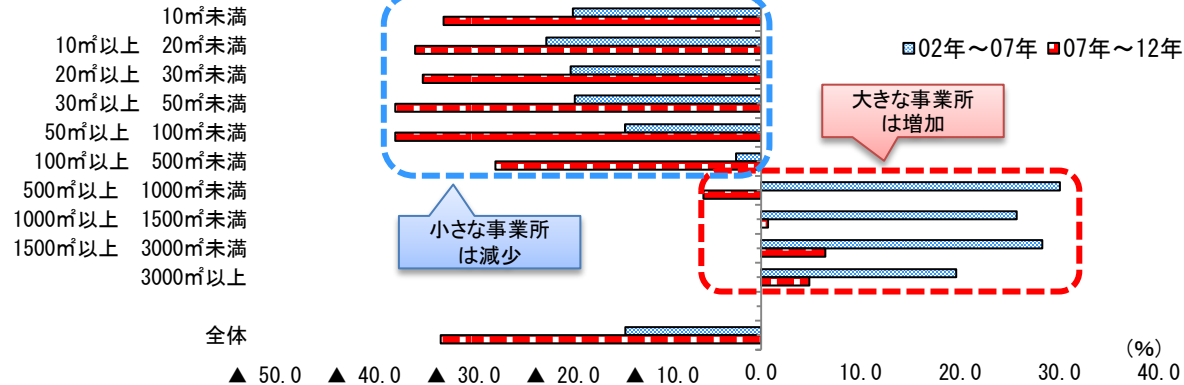 10㎡未満
10㎡以上　20㎡未満
02年～07年　07年～12年
20㎡以上　30㎡未満
30㎡以上　50㎡未満
大きな事業所
は増加
50㎡以上　100㎡未満
100㎡以上　500㎡未満
500㎡以上　1000㎡未満
小さな事業所
は減少
1000㎡以上　1500㎡未満
1500㎡以上　3000㎡未満
3000㎡以上
全体
(%)
▲ 50.0　▲ 40.0　▲ 30.0　▲ 20.0　▲ 10.0　0.0　10.0　20.0　30.0　40.0